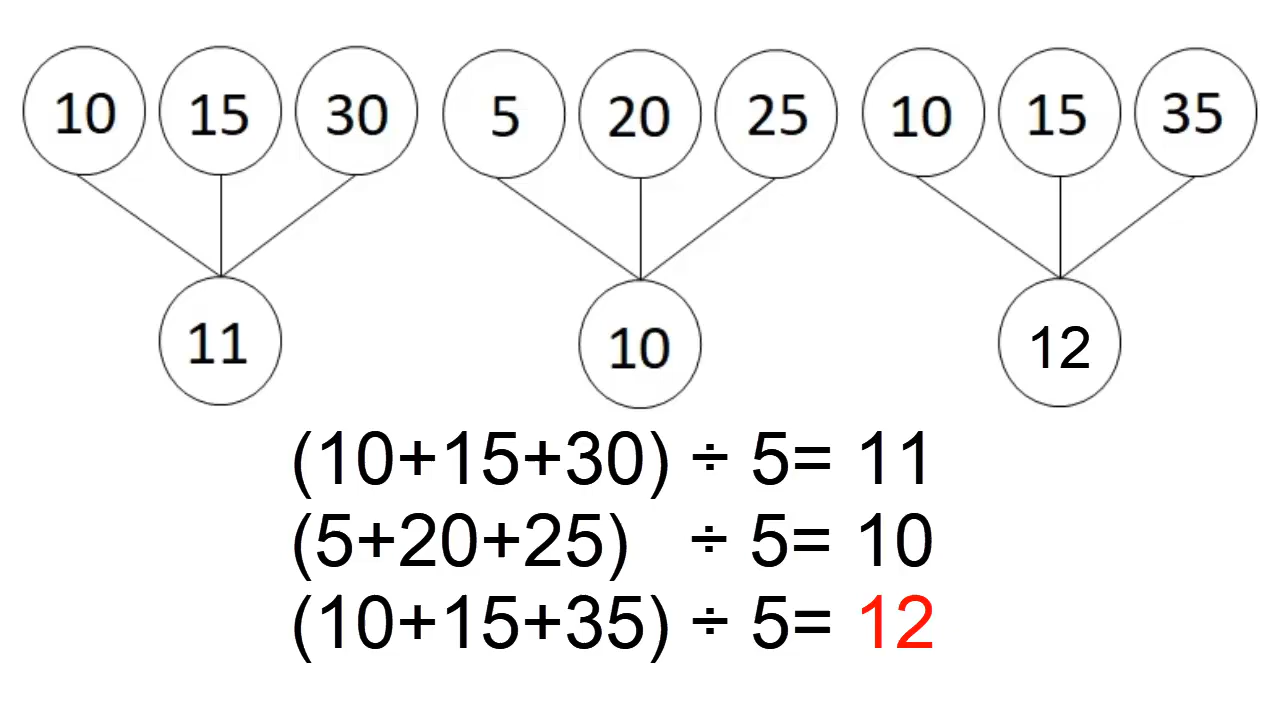 10 15 30 5 20 25 10 15 35
11 10 12
(10+15+30) ÷ 5= 11
(5+20+25) ÷ 5= 10
(10+15+35) ÷ 5= 12